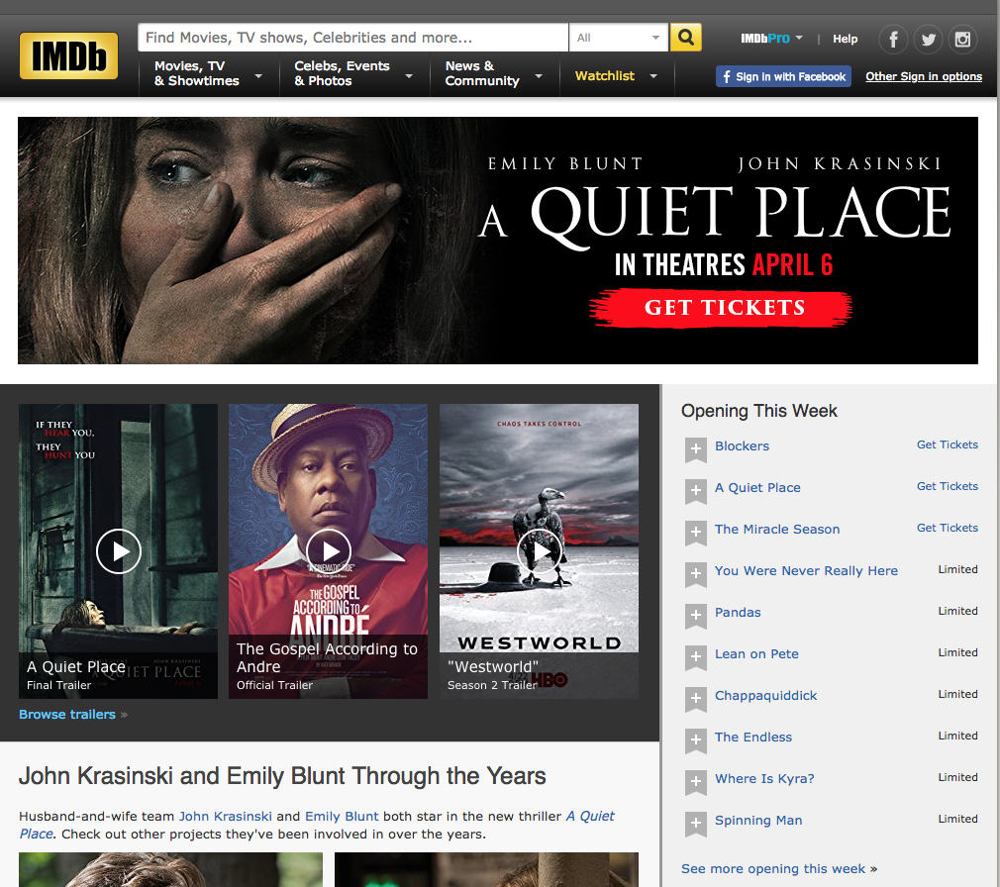 IMDb
Find Movies, TV shows, Celebrities and more...
All
IMDbPro
|
Help
Movies, TV
& Showtimes
Celebs, Events
& Photos
News &
Community
Watchlist
f Sign in with Facebook
Other Sign in options
EMILY BLUNT JOHN KRASINSKI
A QUIET PLACE
IN THEATRES APRIL 6
GET TICKETS
IF THEY
HEAR YOU,
THEY
HUNT YOU
A Quiet Place
Final Trailer
"A CINEMATIC RIDE"
THE GOSPEL
ACCORDING TO
ANDRÉ
The Gospel According to
Andre
Official Trailer
CHAOS TAKES CONTROL
WESTWORLD
"Westworld"
Season 2 Trailer
4/22 HBO
Browse trailers »
Opening This Week
Blockers Get Tickets
A Quiet Place Get Tickets
The Miracle Season Get Tickets
You Were Never Really Here Limited
Pandas Limited
Lean on Pete Limited
Chappaquiddick Limited
The Endless Limited
Where Is Kyra? Limited
Spinning Man Limited
See more opening this week »
John Krasinski and Emily Blunt Through the Years
Husband-and-wife team John Krasinski and Emily Blunt both star in the new thriller A Quiet
Place. Check out other projects they've been involved in over the years.